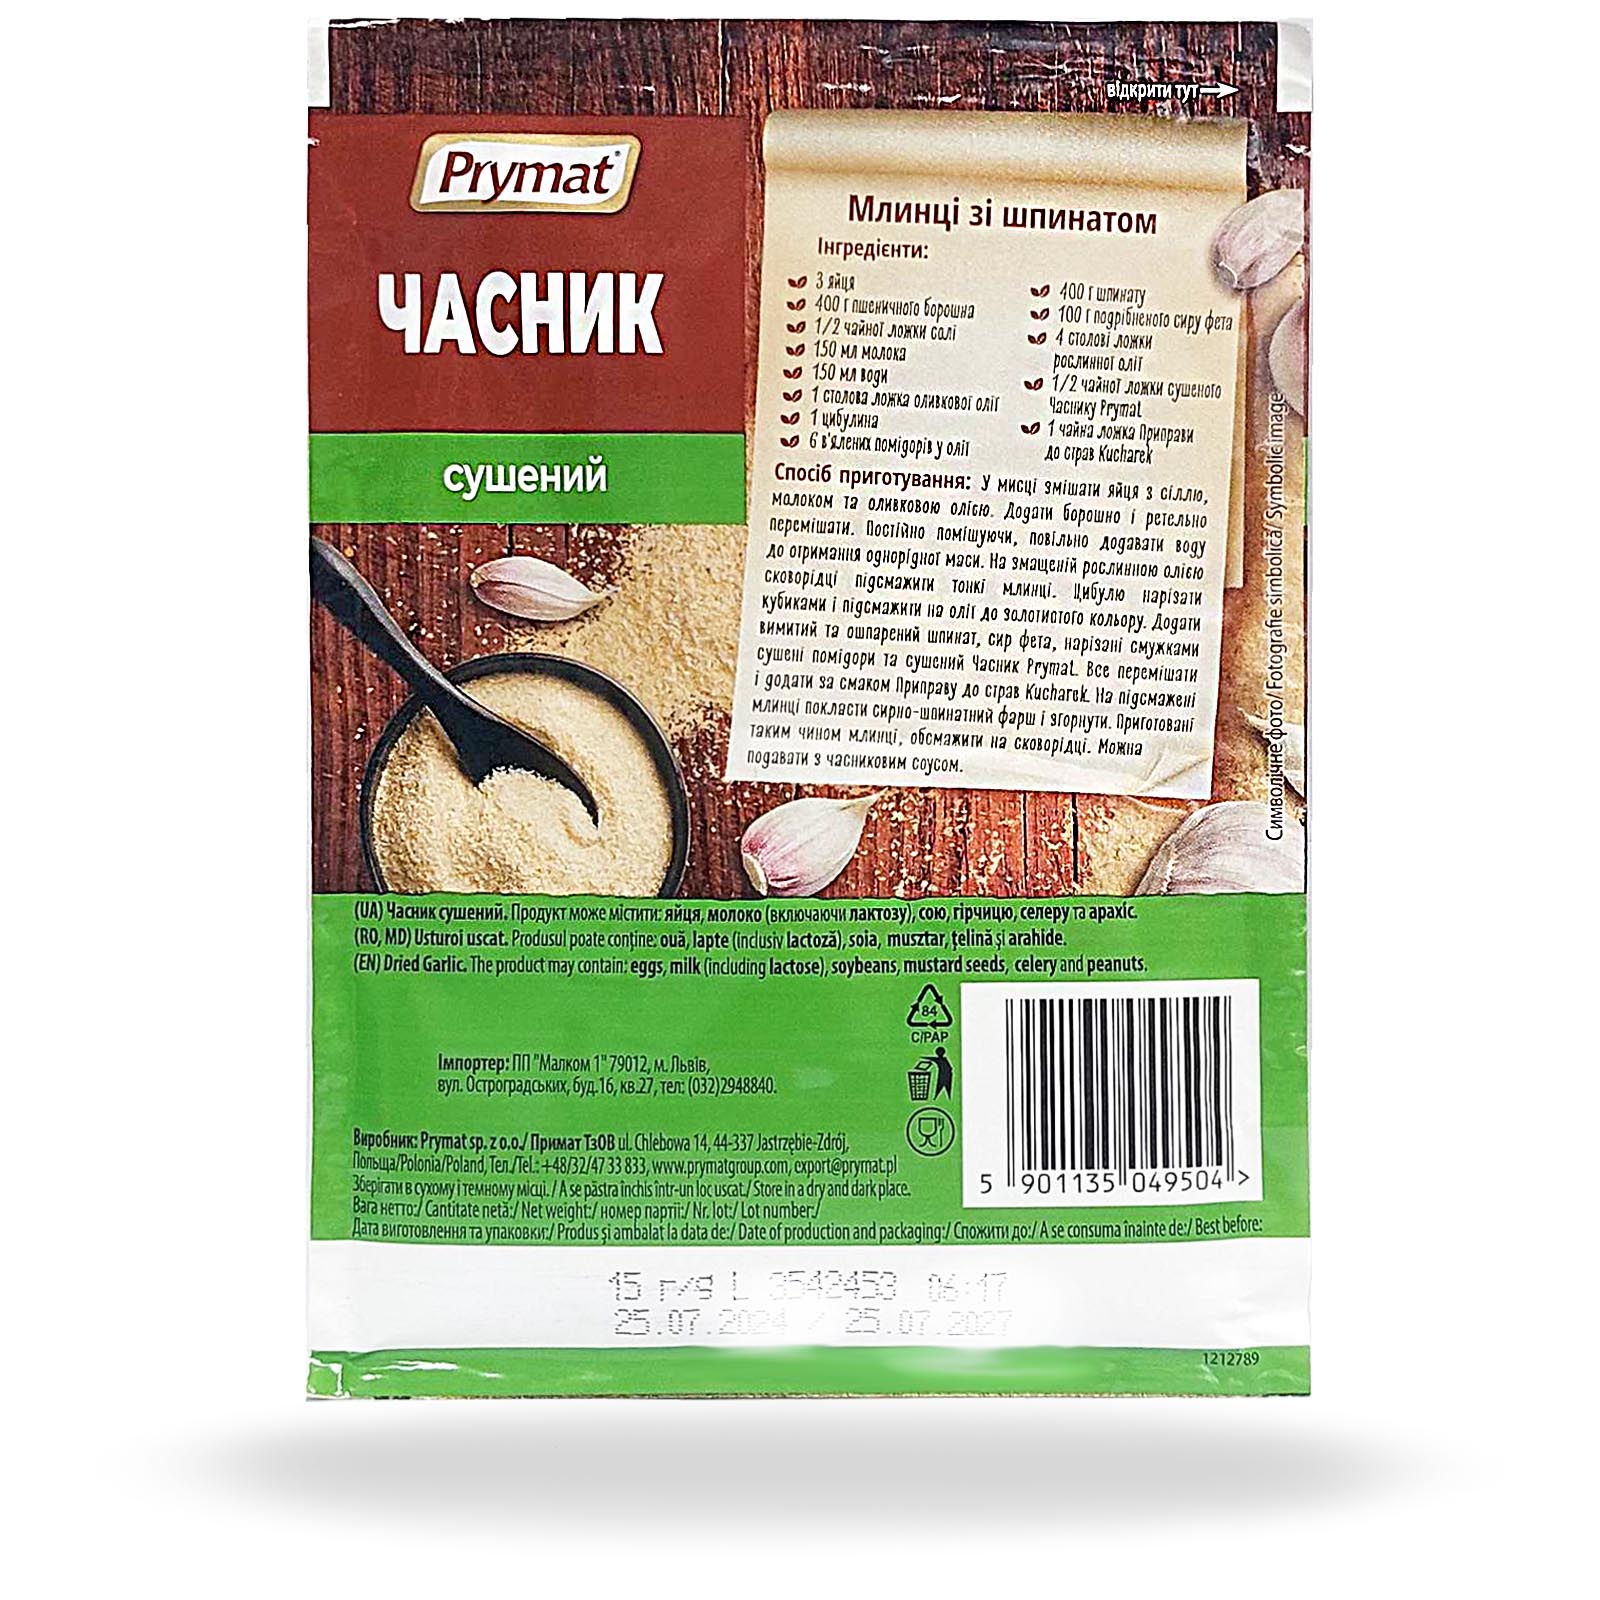 відкрити тут
Prymat®
ЧАСНИК
сушений
Млинці зі шпинатом
Інгредієнти:
3 яйця
400 г пшеничного борошна
1/2 чайної ложки солі
150 мл молока
150 мл води
1 столова ложка оливкової олії
1 цибулина
6 в'ялених помідорів у олії
400 г шпинату
100 г подрібненого сиру фета
4 столові ложки
рослинної олії
1/2 чайної ложки сушеного
Часнику Prymat
1 чайна ложка Приправи
до страв Kucharek
Спосіб приготування: У мисці змішати яйця з сіллю,
молоком та оливковою олією. Додати борошно і ретельно
перемішати. Постійно помішуючи, повільно додавати воду
до отримання однорідної маси. На змащеній рослинною олією
сковорідці підсмажити тонкі млинці. Цибулю нарізати
кубиками і підсмажити на олії до золотистого кольору. Додати
вимитий та ошпарений шпинат, сир фета, нарізані смужками
сушені помідори та сушений Часник Prymat. Все перемішати
і додати за смаком Приправу до страв Kucharek. На підсмажені
млинці покласти сирно-шпинатний фарш і згорнути. Приготовані
таким чином млинці, обсмажити на сковорідці. Можна
подавати з часниковим соусом.
Символічне фото/ Fotografie simbolică/ Symbolic image
(UA) Часник сушений. Продукт може містити: яйця, молоко (включаючи лактозу), сою, гірчицю, селеру та арахіс.
(RO, MD) Usturoi uscat. Produsul poate conține: ouă, lapte (inclusiv lactoză), soia, musztar, țelină și arahide.
(EN) Dried Garlic. The product may contain: eggs, milk (including lactose), soybeans, mustard seeds, celery and peanuts.
84
C/PAP
Імпортер: ПП "Малком 1" 79012, м. Львів,
вул. Остроградських, буд.16, кв.27, тел: (032)2948840.
Виробник: Prymat sp. z o.o./ Примат ТзОВ ul. Chlebowa 14, 44-337 Jastrzębie-Zdrój,
Польща/Polonia/Poland, Тел./Tel.: +48/32/47 33 833, www.prymatgroup.com, export@prymat.pl
Зберігати в сухому і темному місці. / A se păstra închis într-un loc uscat./ Store in a dry and dark place.
Вага нетто:/ Cantitate netă:/ Net weight:/ номер партії:/ Nr. lot:/ Lot number:/
Дата виготовлення та упаковки:/ Produs și ambalat la data de:/ Date of production and packaging:/ Спожити до:/ A se consuma înainte de:/ Best before:
5 901135 049504 >
15 г/g L 3542453 06:17
25.07.2024 / 25.07.2027
1212789